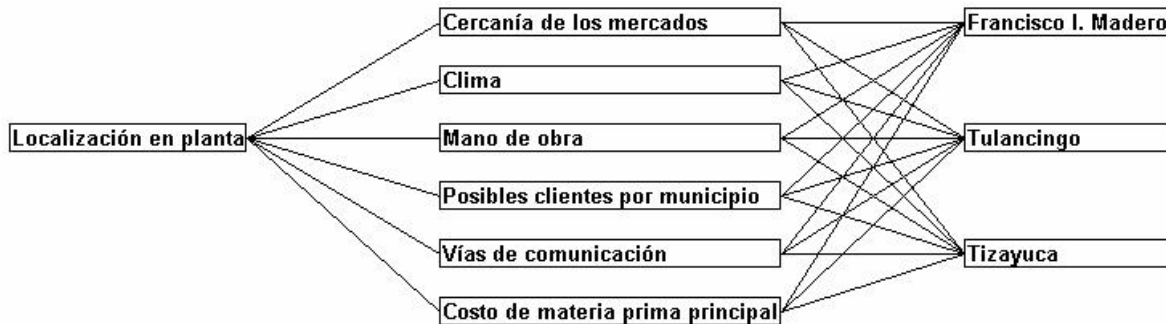 Localización en planta
Cercanía de los mercados
Clima
Mano de obra
Posibles clientes por municipio
Vías de comunicación
Costo de materia prima principal
Francisco I. Madero
Tulancingo
Tizayuca